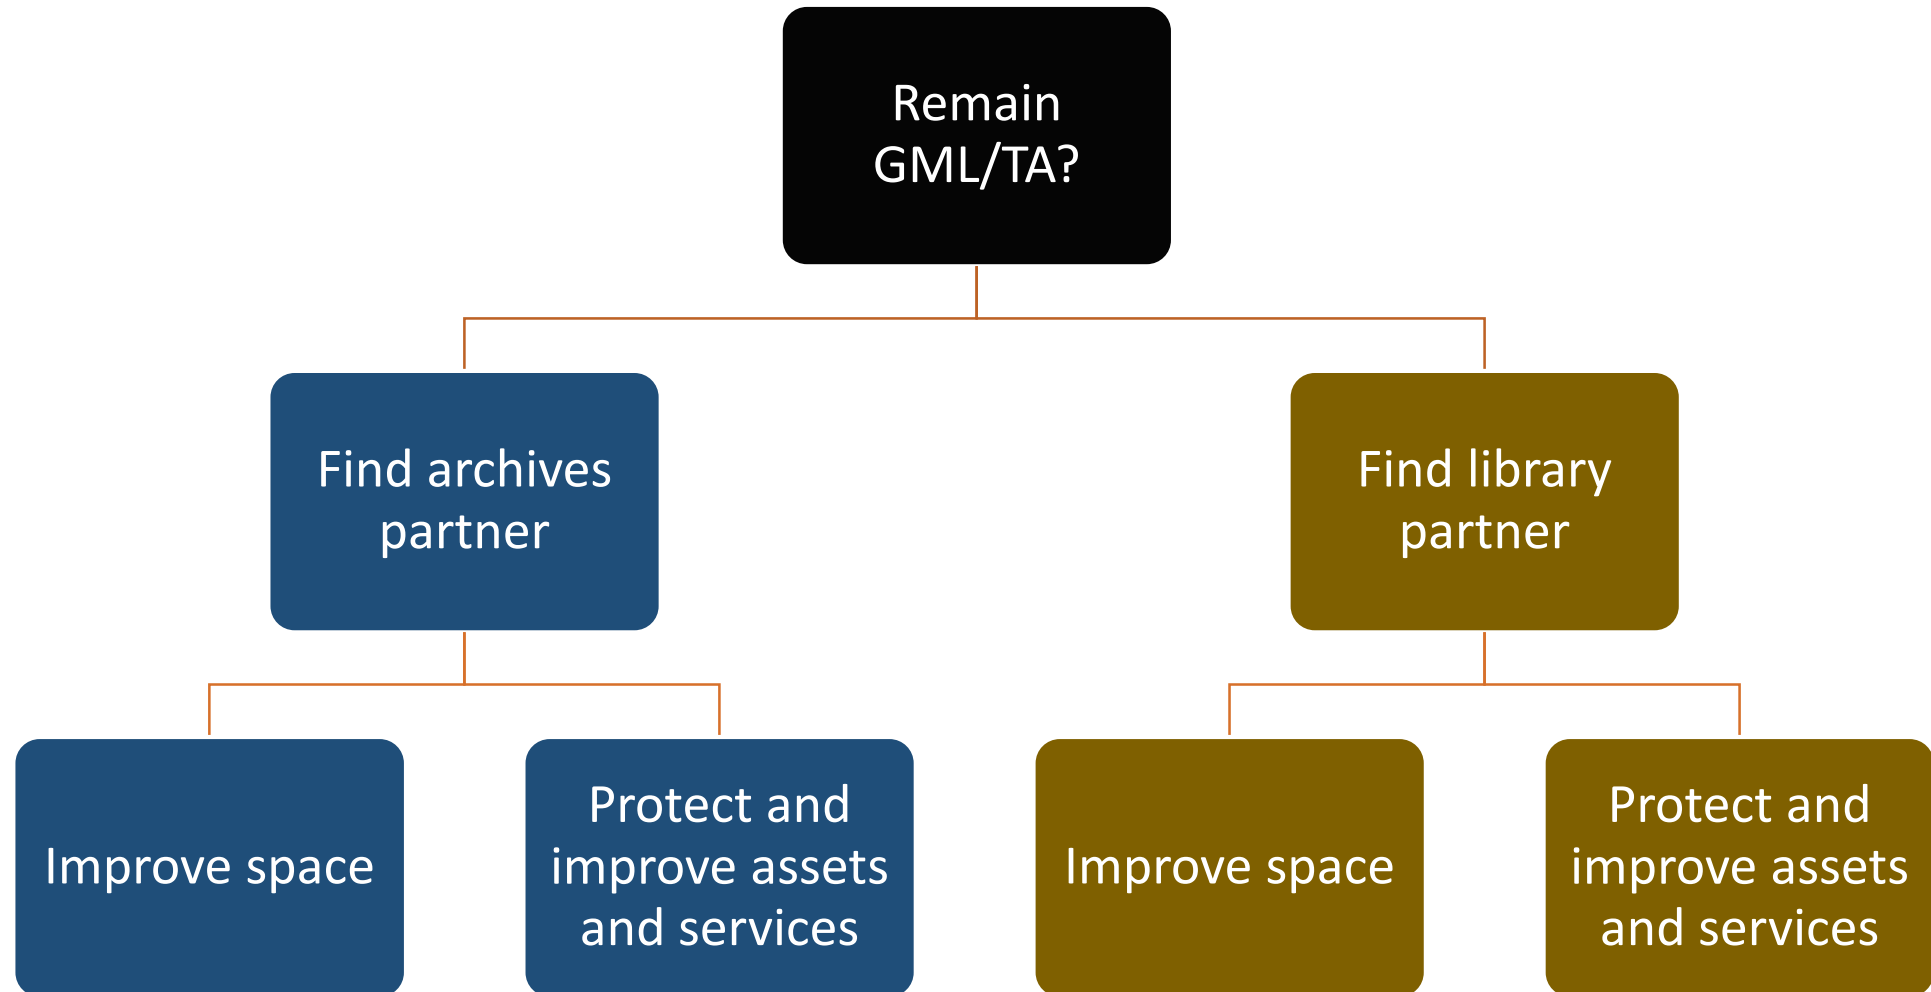 Remain
GML/TA?
Find archives
partner
Find library
partner
Improve space
Protect and
improve assets
and services
Improve space
Protect and
improve assets
and services